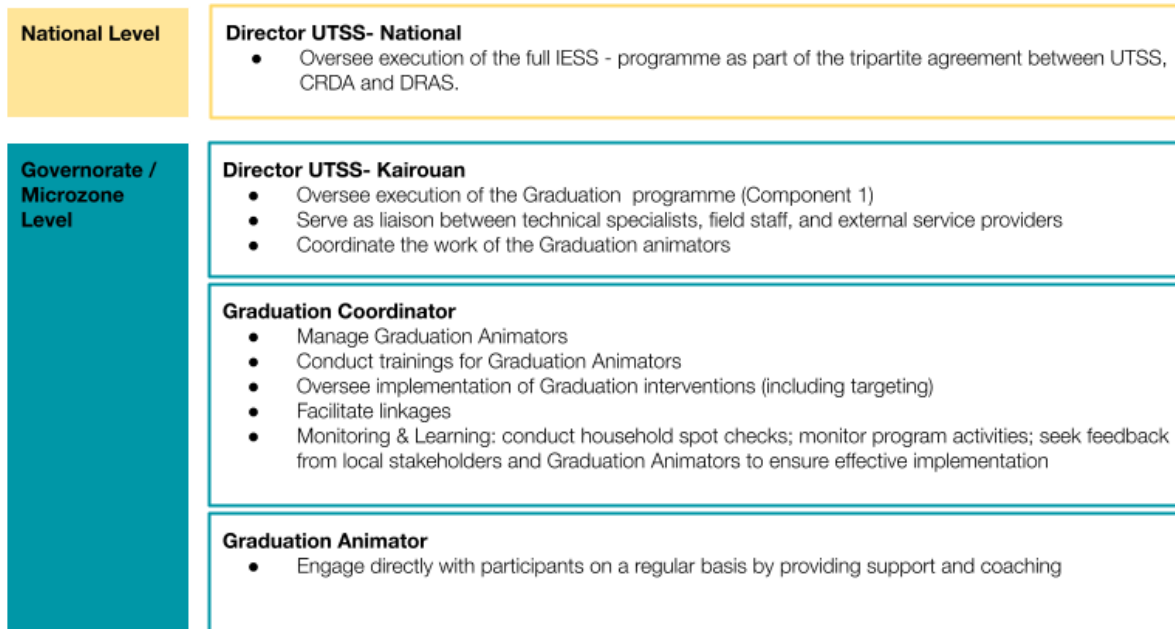 National Level
Director UTSS- National
● Oversee execution of the full IESS - programme as part of the tripartite agreement between UTSS,
CRDA and DRAS.
Governorate /
Microzone
Level
Director UTSS- Kairouan
● Oversee execution of the Graduation programme (Component 1)
● Serve as liaison between technical specialists, field staff, and external service providers
● Coordinate the work of the Graduation animators
Graduation Coordinator
● Manage Graduation Animators
● Conduct trainings for Graduation Animators
● Oversee implementation of Graduation interventions (including targeting)
● Facilitate linkages
● Monitoring & Learning: conduct household spot checks; monitor program activities; seek feedback
from local stakeholders and Graduation Animators to ensure effective implementation
Graduation Animator
● Engage directly with participants on a regular basis by providing support and coaching